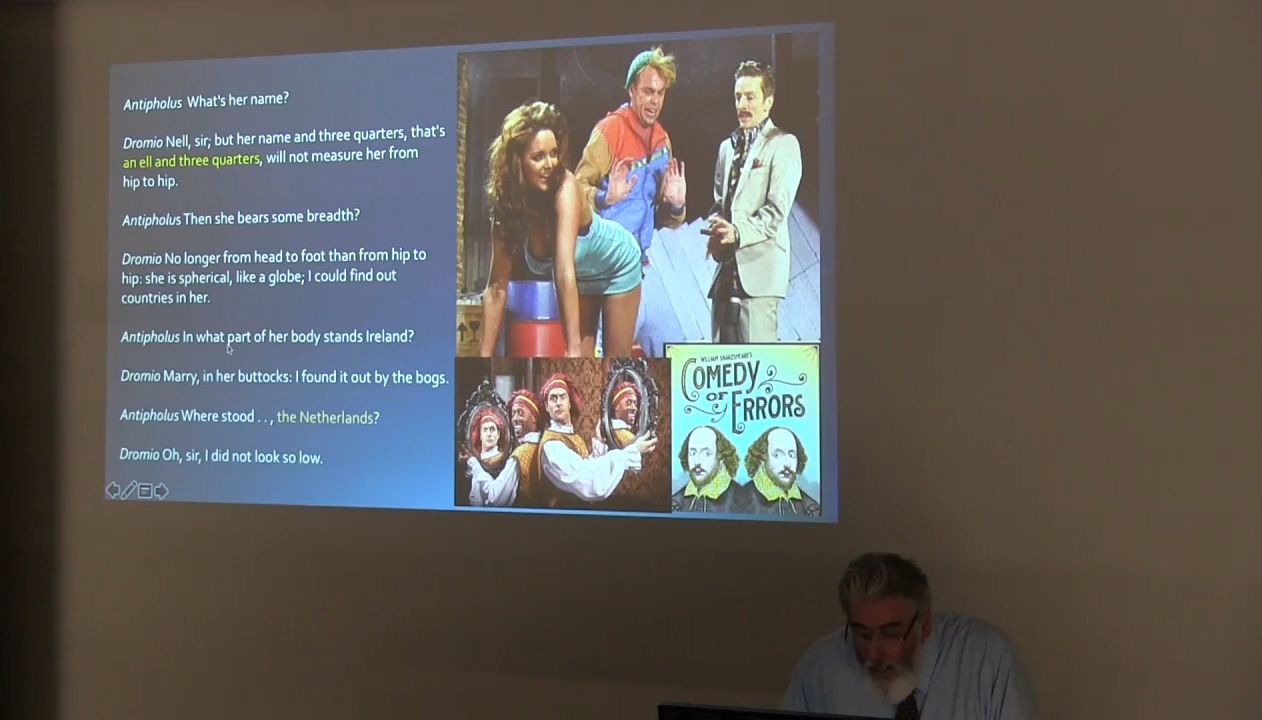 Antipholus What's her name?
Dromio Nell, sir; but her name and three quarters, that's
an ell and three quarters, will not measure her from
hip to hip.
Antipholus Then she bears some breadth?
Dromio No longer from head to foot than from hip to
hip: she is spherical, like a globe; I could find out
countries in her.
Antipholus In what part of her body stands Ireland?
Dromio Marry, in her buttocks: I found it out by the bogs.
Antipholus Where stood . . , the Netherlands?
Dromio Oh, sir, I did not look so low.
WILLIAM SHAKESPEARE'S
COMEDY
OF
ERRORS